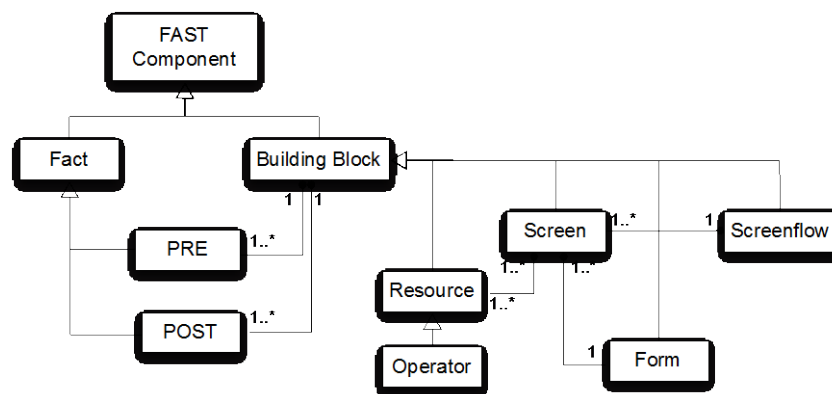 FAST
Component
Fact
Building Block
1
1
PRE
1..*
POST
1..*
Screen
1..*
1
Screenflow
1..*
1..*
Resource
1..*
Operator
1
Form